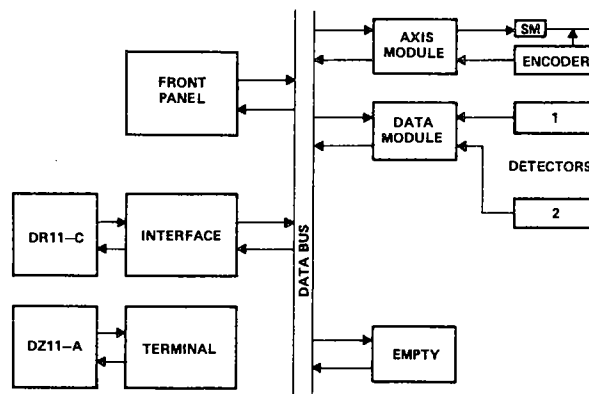 FRONT
PANEL
AXIS
MODULE
SM
ENCODER
DATA
MODULE
1
DETECTORS
2
DR11-C
INTERFACE
DATA BUS
DZ11-A
TERMINAL
EMPTY